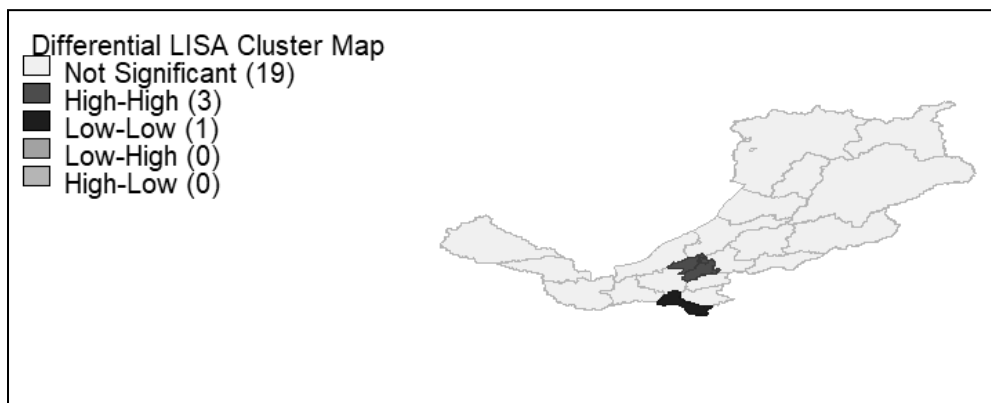 Differential LISA Cluster Map
Not Significant (19)
High-High (3)
Low-Low (1)
Low-High (0)
High-Low (0)